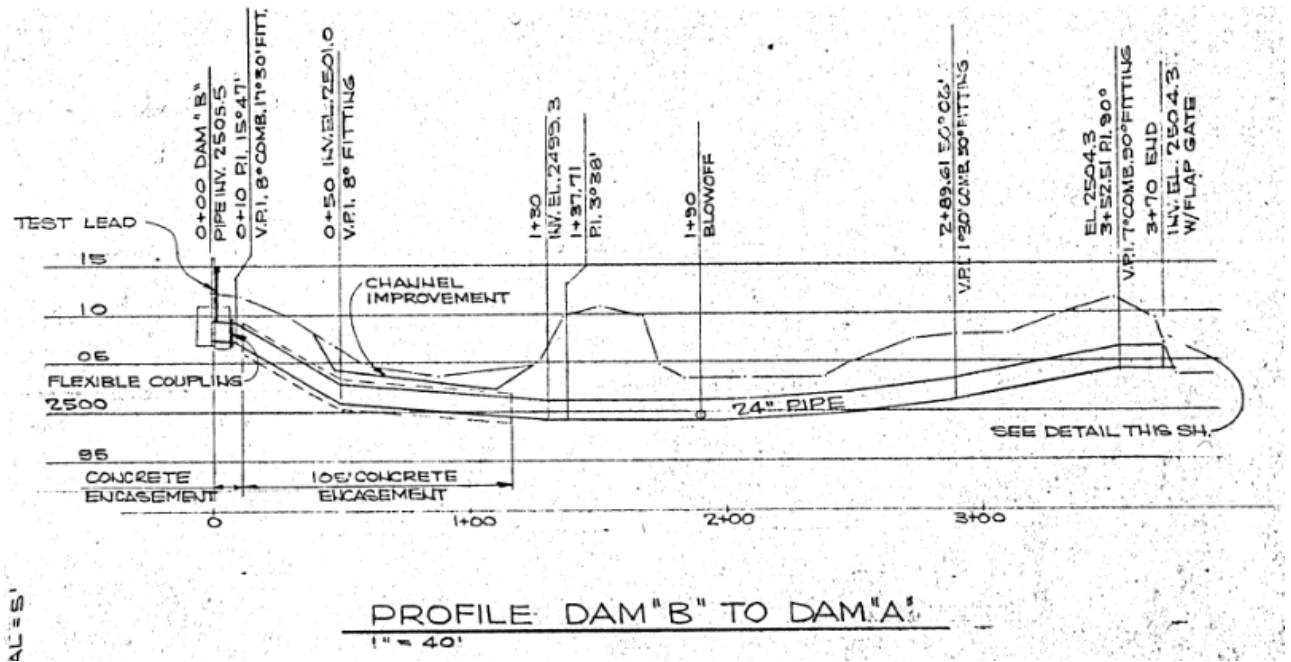 0+00 DAM "B"
PIPE INV. 2505.5
0+10 P.I. 15°47'
V.P.I. 8° COMB. 17°30' FITT.
0+50 INV. EL. 2501.0
V.P.I. 8° FITTING
1+30
INV. EL. 2499.3
1+37.71
P.I. 3°38'
1+90
BLOWOFF
2+89.61 50°06'
V.P.I. 1°30' COMB. 50° FITTING
EL 2504.3
3+52.51 P.I. 90°
V.P.I. 7° COMB. 90° FITTING
3+70 END
INV. EL. 2504.3
W/FLAP GATE
TEST LEAD
15
CHANNEL
IMPROVEMENT
10
05
FLEXIBLE COUPLING
2500
24" PIPE
SEE DETAIL THIS SH.
95
CONCRETE
ENCASEMENT
105' CONCRETE
ENCASEMENT
0
1+00
2+00
3+00
PROFILE DAM "B" TO DAM "A"
1" = 40'
AL = 5'